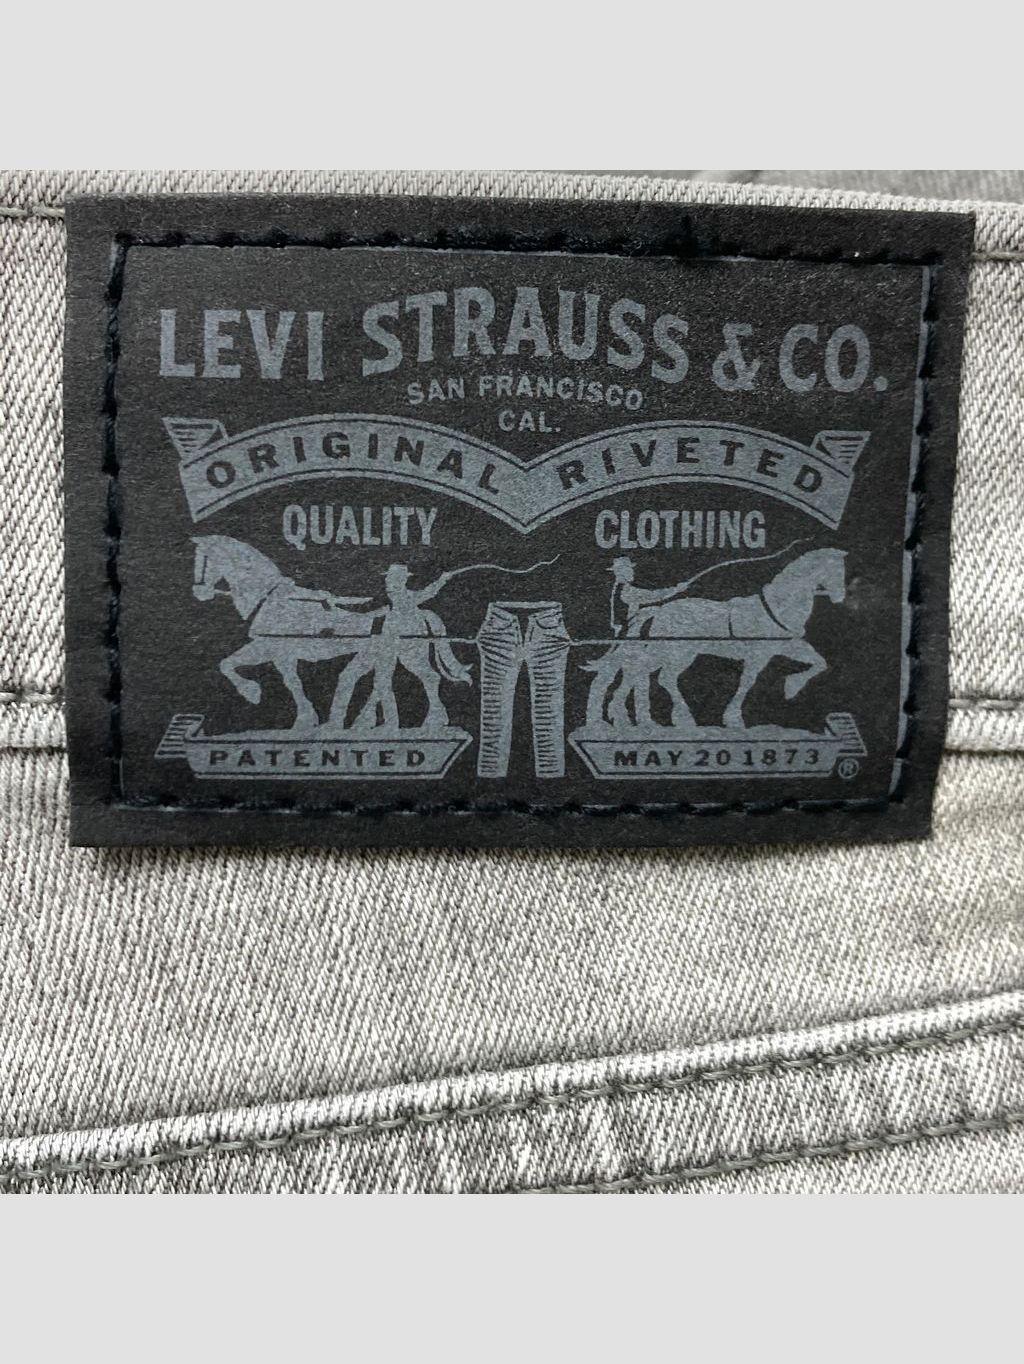 LEVI STRAUSS & CO.
SAN FRANCISCO
CAL.
ORIGINAL RIVETED
QUALITY CLOTHING
PATENTED MAY 20 1873 ®